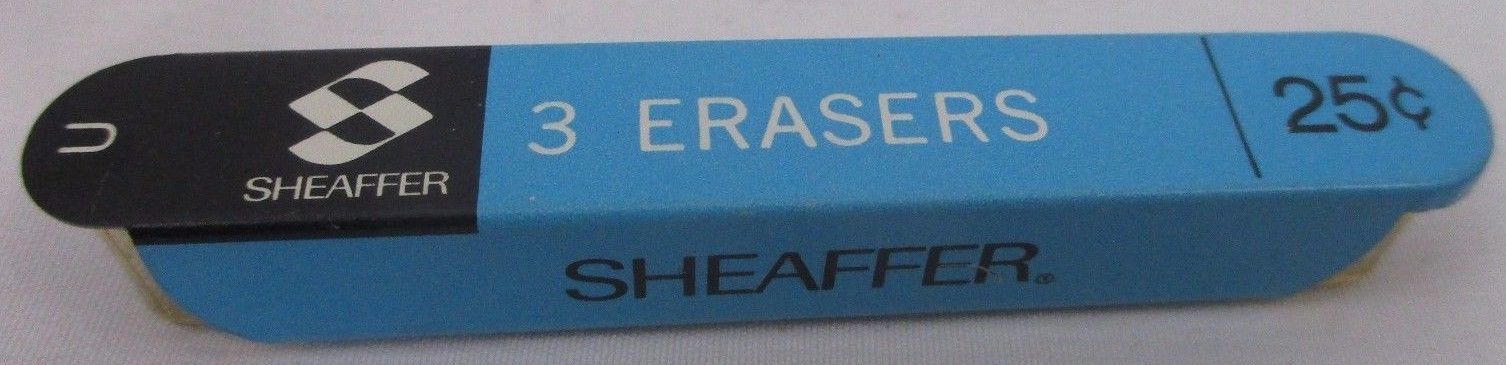 U
SHEAFFER
3 ERASERS
25¢
SHEAFFER®